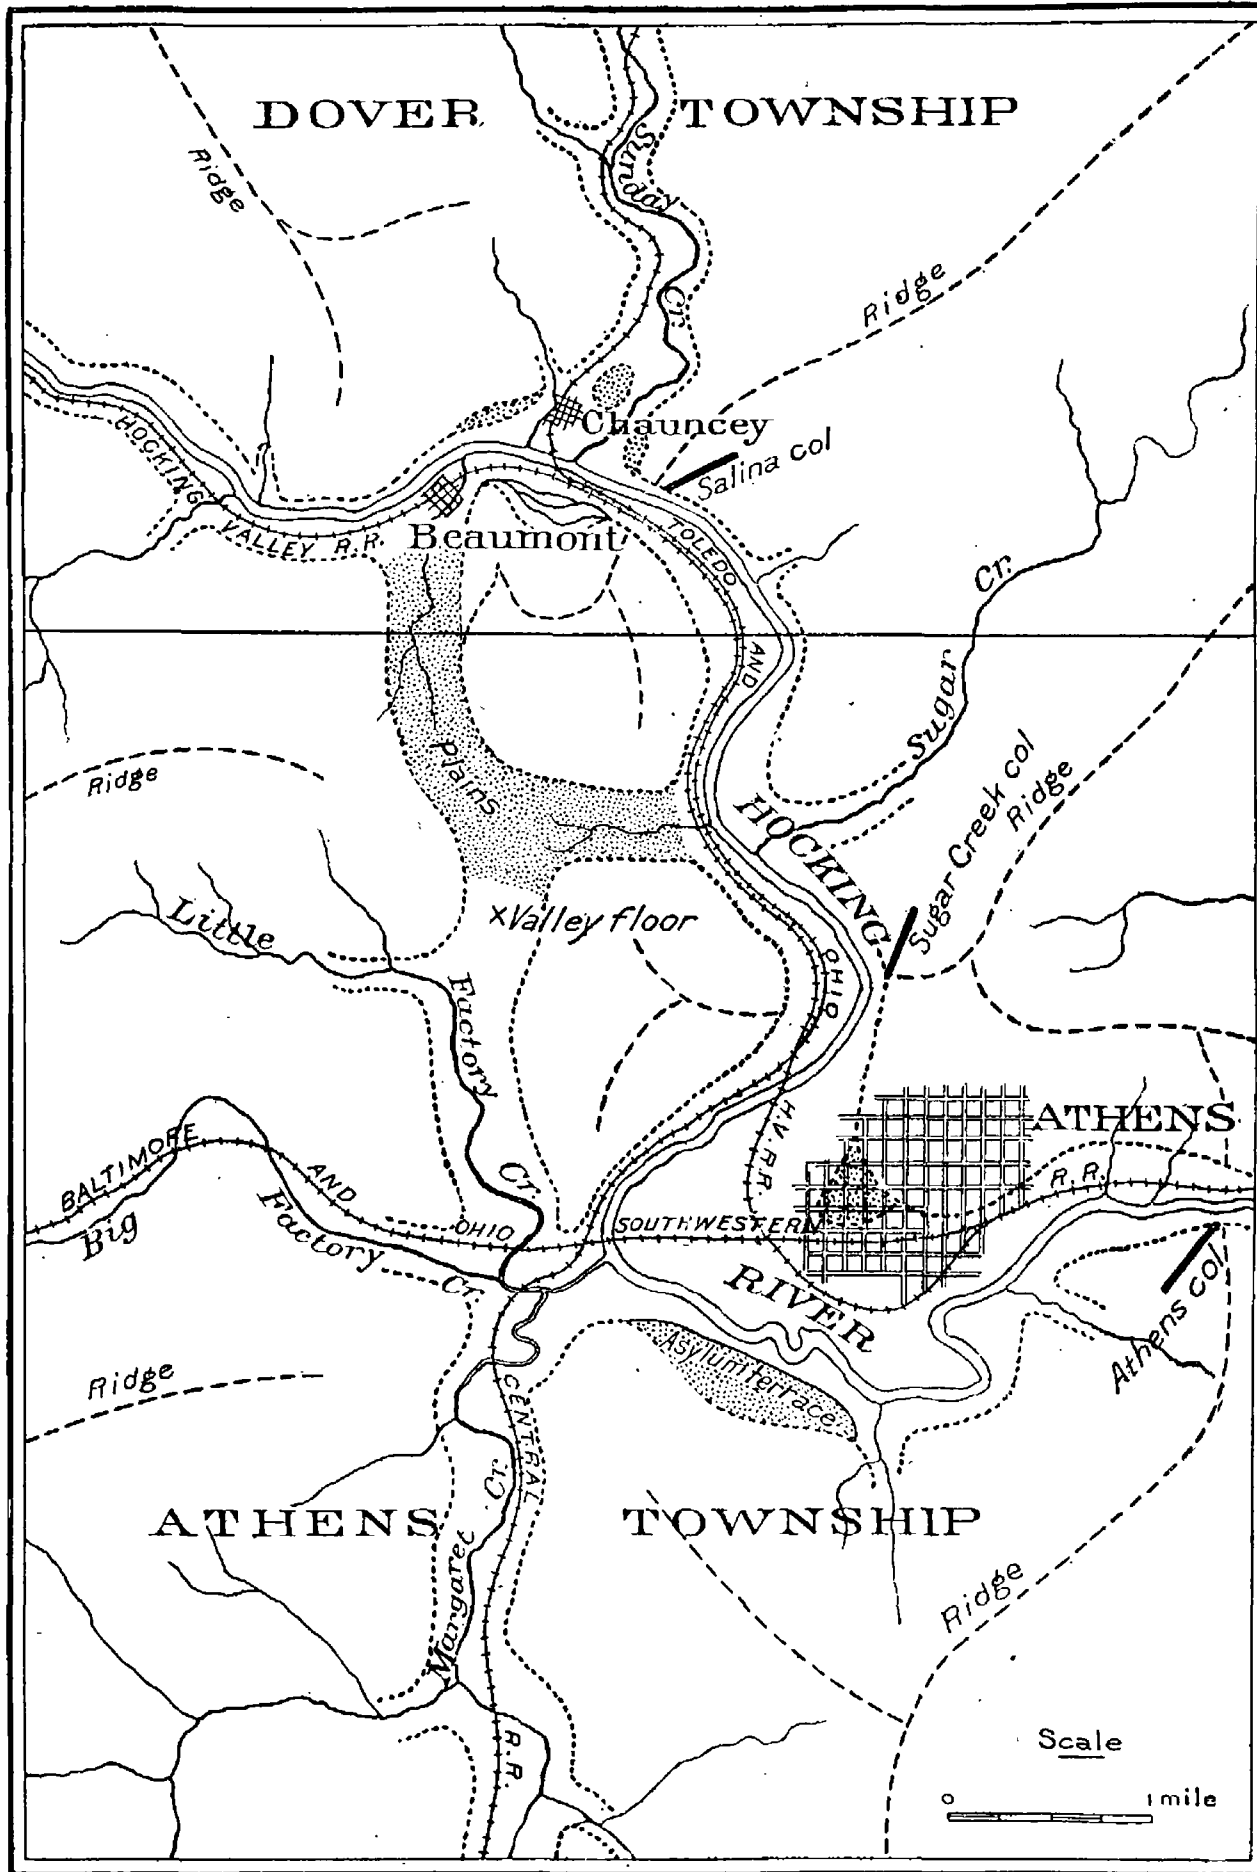 DOVER TOWNSHIP
Ridge
Sunday
Cr.
Ridge
Chauncey
Salina col
HOCKING
VALLEY R.R.
Beaumont
TOLEDO
AND
Cr.
Sugar
Plains
Ridge
HOCKING
Sugar Creek col
Ridge
Little
×Valley floor
OHIO
Factory
ATHENS
H.V.R.R.
BALTIMORE
AND
Cr.
R.R.
Big
Factory
OHIO
SOUTHWESTERN
Cr.
RIVER
Athens col
Asylum terrace
Ridge
CENTRAL
Cr.
ATHENS TOWNSHIP
Margaret
Ridge
R.R.
Scale
0 1 mile